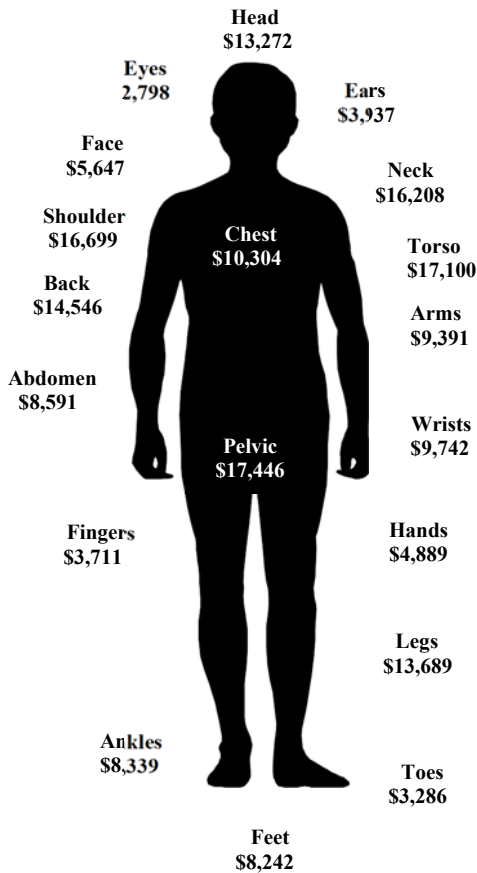 Head
$13,272
Eyes
2,798
Ears
$3,937
Face
$5,647
Neck
$16,208
Shoulder
$16,699
Chest
$10,304
Torso
$17,100
Back
$14,546
Arms
$9,391
Abdomen
$8,591
Wrists
$9,742
Pelvic
$17,446
Fingers
$3,711
Hands
$4,889
Legs
$13,689
Ankles
$8,339
Toes
$3,286
Feet
$8,242